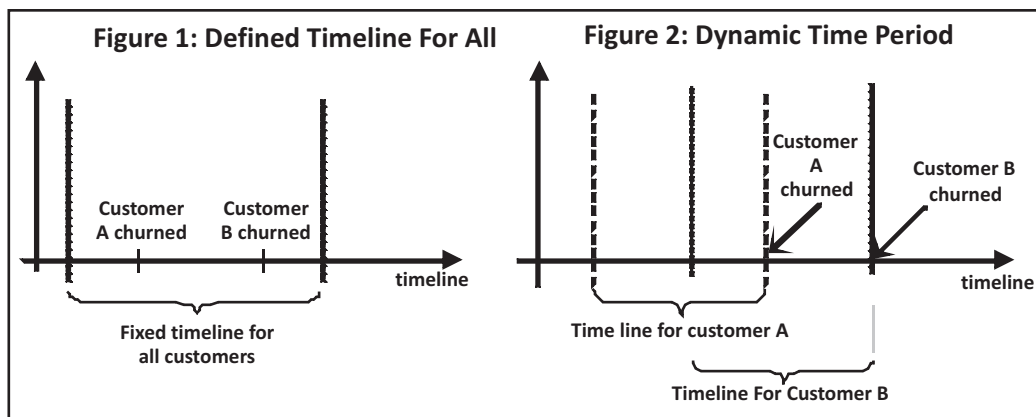 Figure 1: Defined Timeline For All
Customer
A churned
Customer
B churned
timeline
Fixed timeline for
all customers
Figure 2: Dynamic Time Period
Customer
A
churned
Customer B
churned
timeline
Time line for customer A
Timeline For Customer B